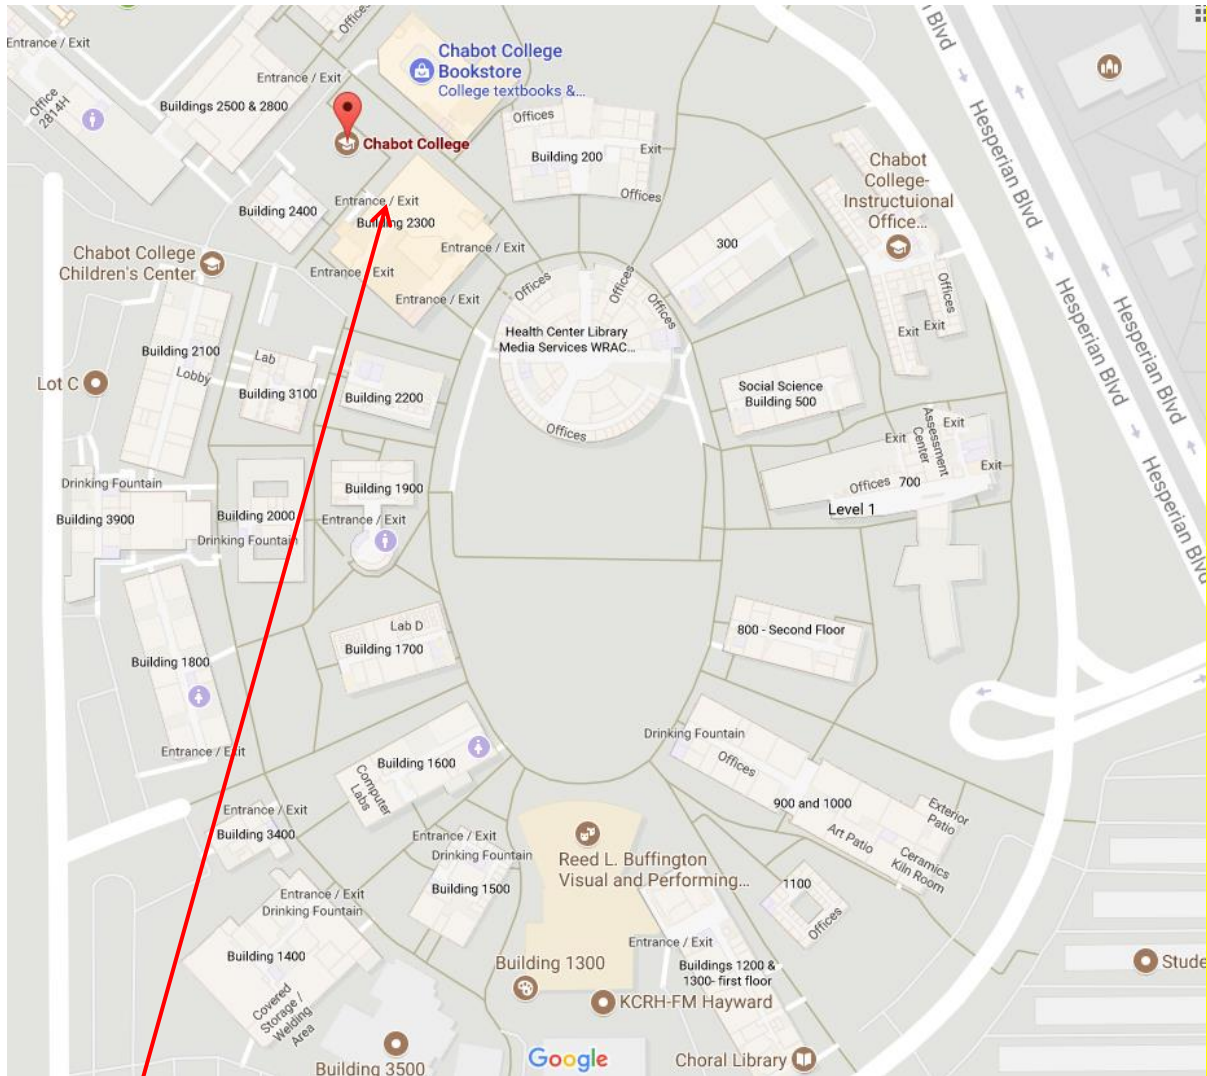 Offices
Hesperian Blvd
Entrance / Exit
Chabot College
Bookstore
College textbooks &...
Entrance / Exit
Office
2814H
Buildings 2500 & 2800
Offices
Chabot College
Building 200
Exit
Offices
Chabot
College-
Instructuional
Office...
Hesperian Blvd
Entrance / Exit
Building 2400
Building 2300
300
Entrance / Exit
Chabot College
Children's Center
Entrance / Exit
Entrance / Exit
Offices
Offices
Offices
Offices
Hesperian Blvd
Hesperian Blvd
Health Center Library
Media Services WRAC...
Exit
Exit
Building 2100
Lab
Lobby
Lot C
Building 3100
Building 2200
Social Science
Building 500
Offices
Assessment
Center
Exit
Exit
Exit
Hesperian Blvd
Drinking Fountain
Building 1900
Offices
700
Level 1
Building 3900
Building 2000
Entrance / Exit
Drinking Fountain
Lab D
Building 1700
800 - Second Floor
Building 1800
Entrance / Exit
Drinking Fountain
Offices
Building 1600
Computer
Labs
900 and 1000
Exterior
Patio
Art Patio
Ceramics
Kiln Room
Entrance / Exit
Building 3400
Entrance / Exit
Drinking Fountain
Building 1500
Reed L. Buffington
Visual and Performing...
1100
Offices
Entrance / Exit
Drinking Fountain
Building 1400
Covered
Storage /
Welding
Area
Entrance / Exit
Building 1300
Buildings 1200 &
1300- first floor
Stude
KCRH-FM Hayward
Building 3500
Google
Choral Library